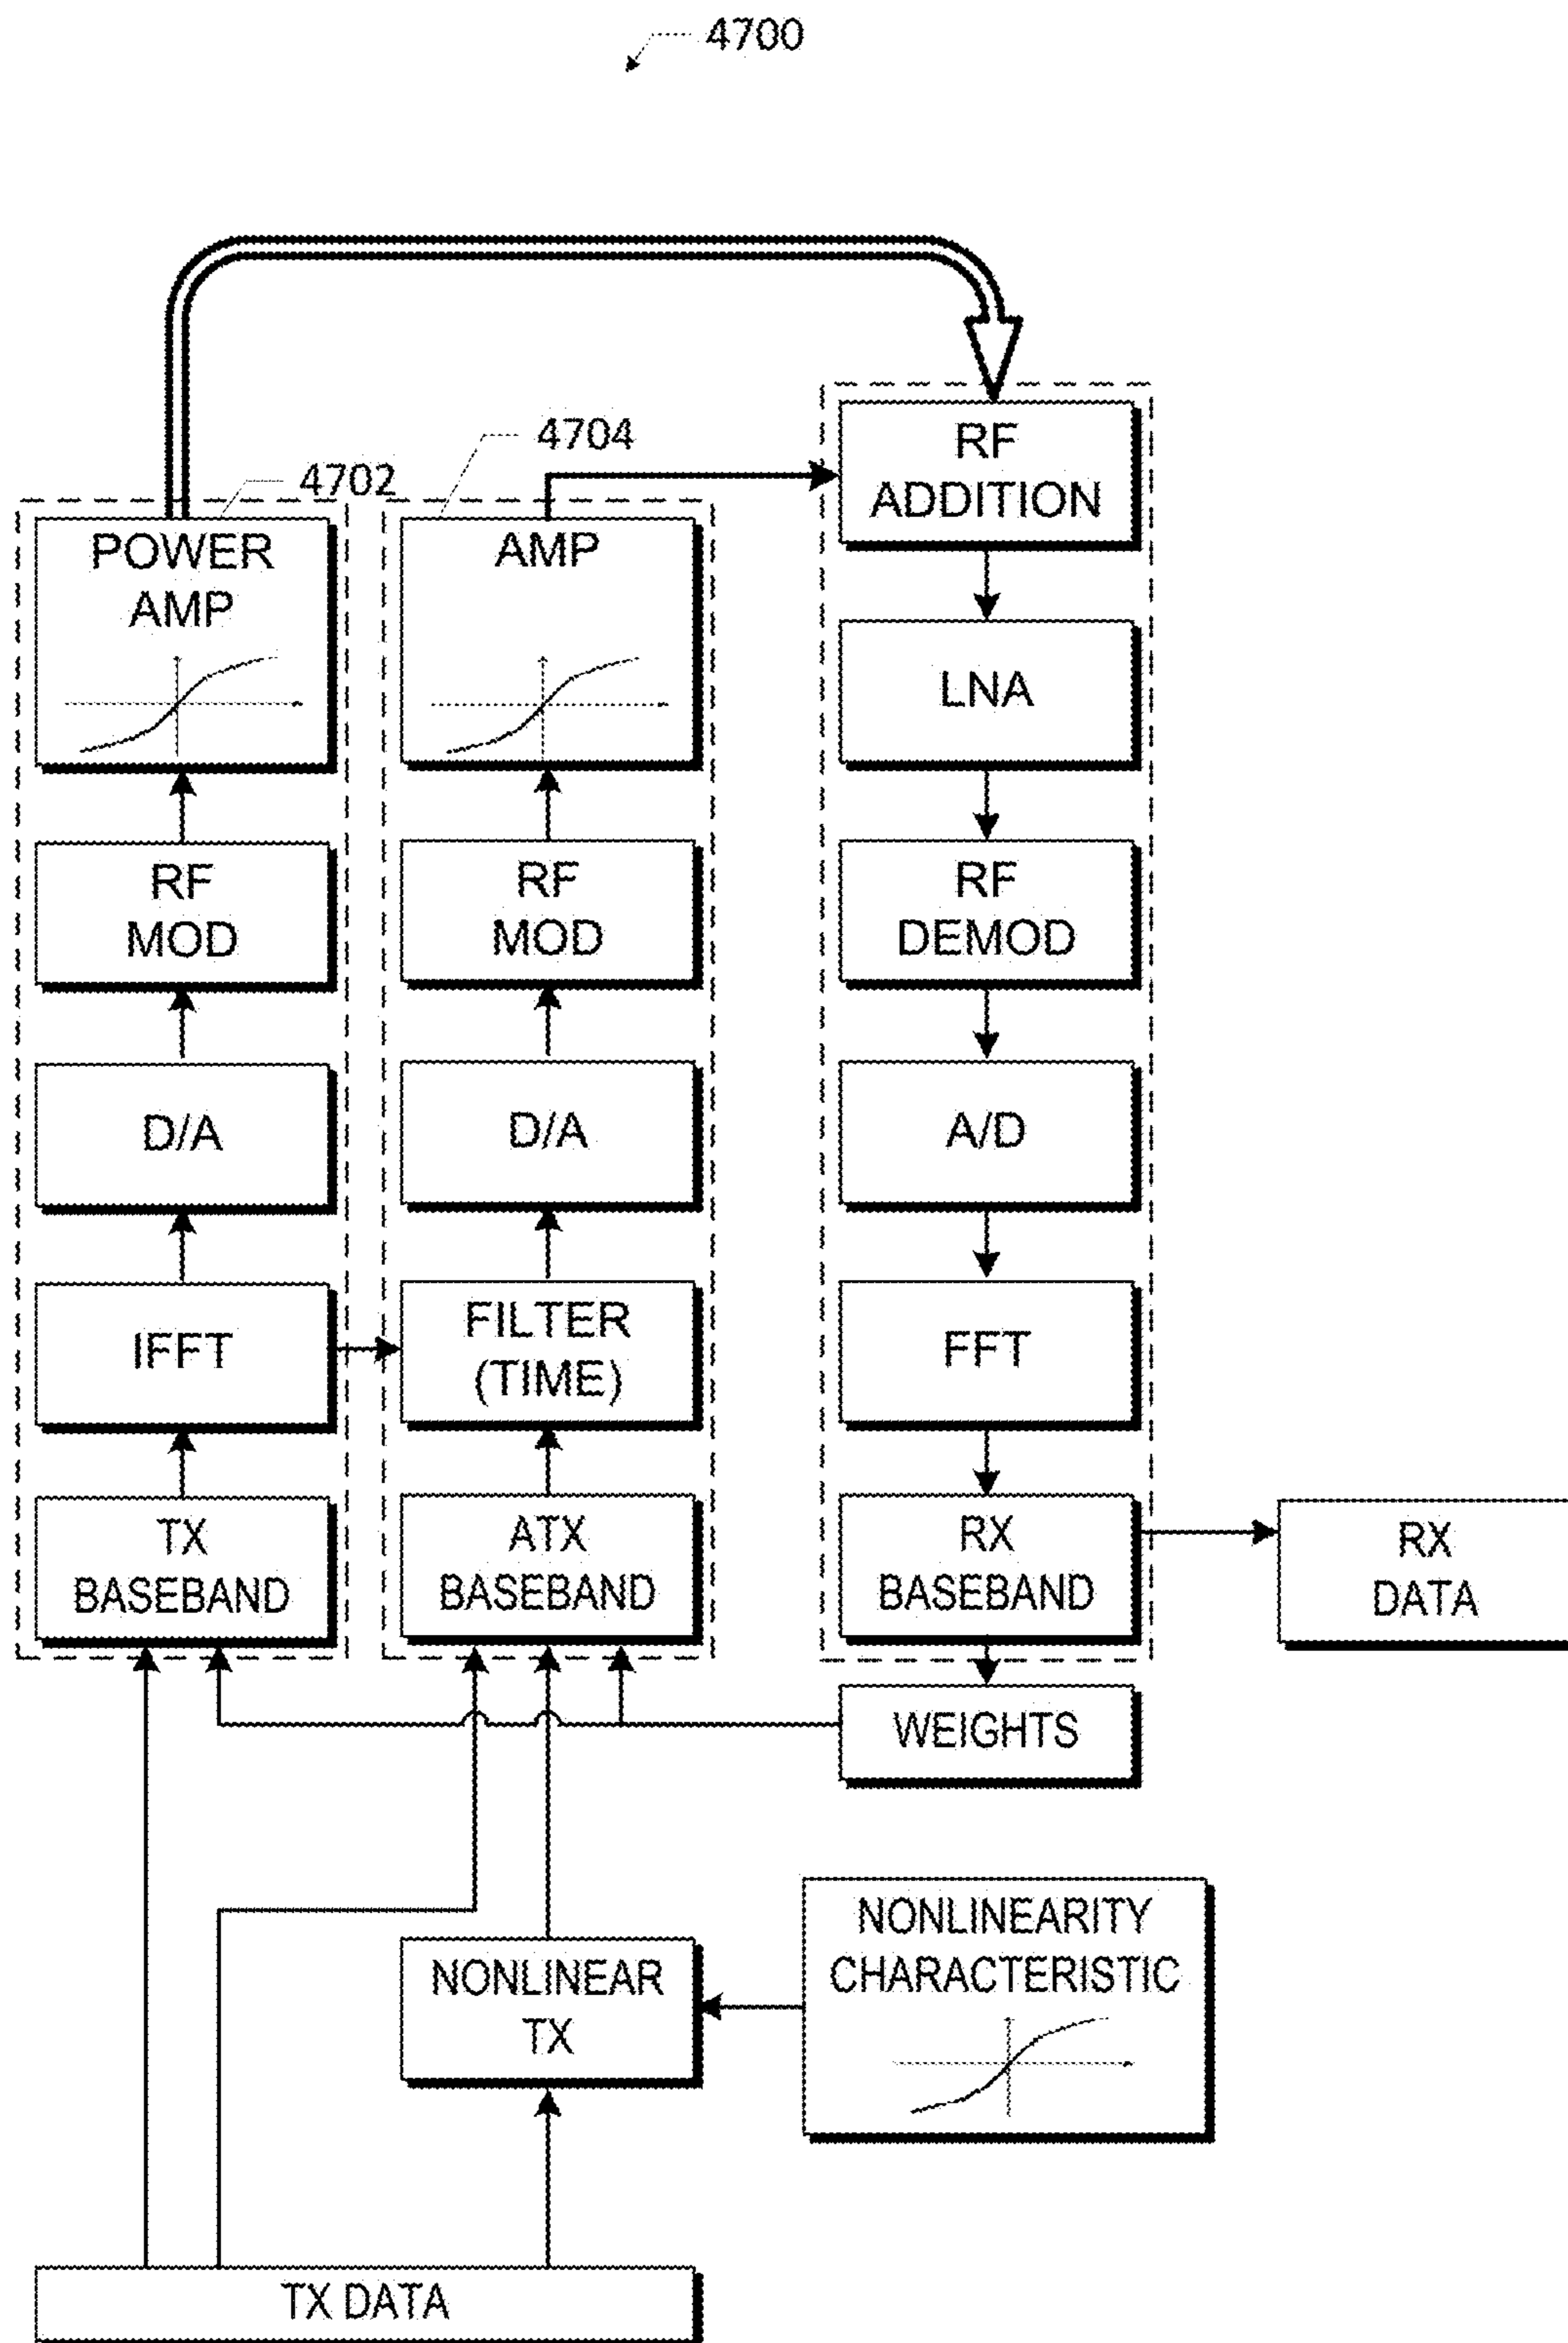 4700
4702
4704
POWER
AMP
AMP
RF
ADDITION
LNA
RF
MOD
RF
MOD
RF
DEMOD
D/A
D/A
A/D
IFFT
FILTER
(TIME)
FFT
TX
BASEBAND
ATX
BASEBAND
RX
BASEBAND
RX
DATA
WEIGHTS
NONLINEAR
TX
NONLINEARITY
CHARACTERISTIC
TX DATA